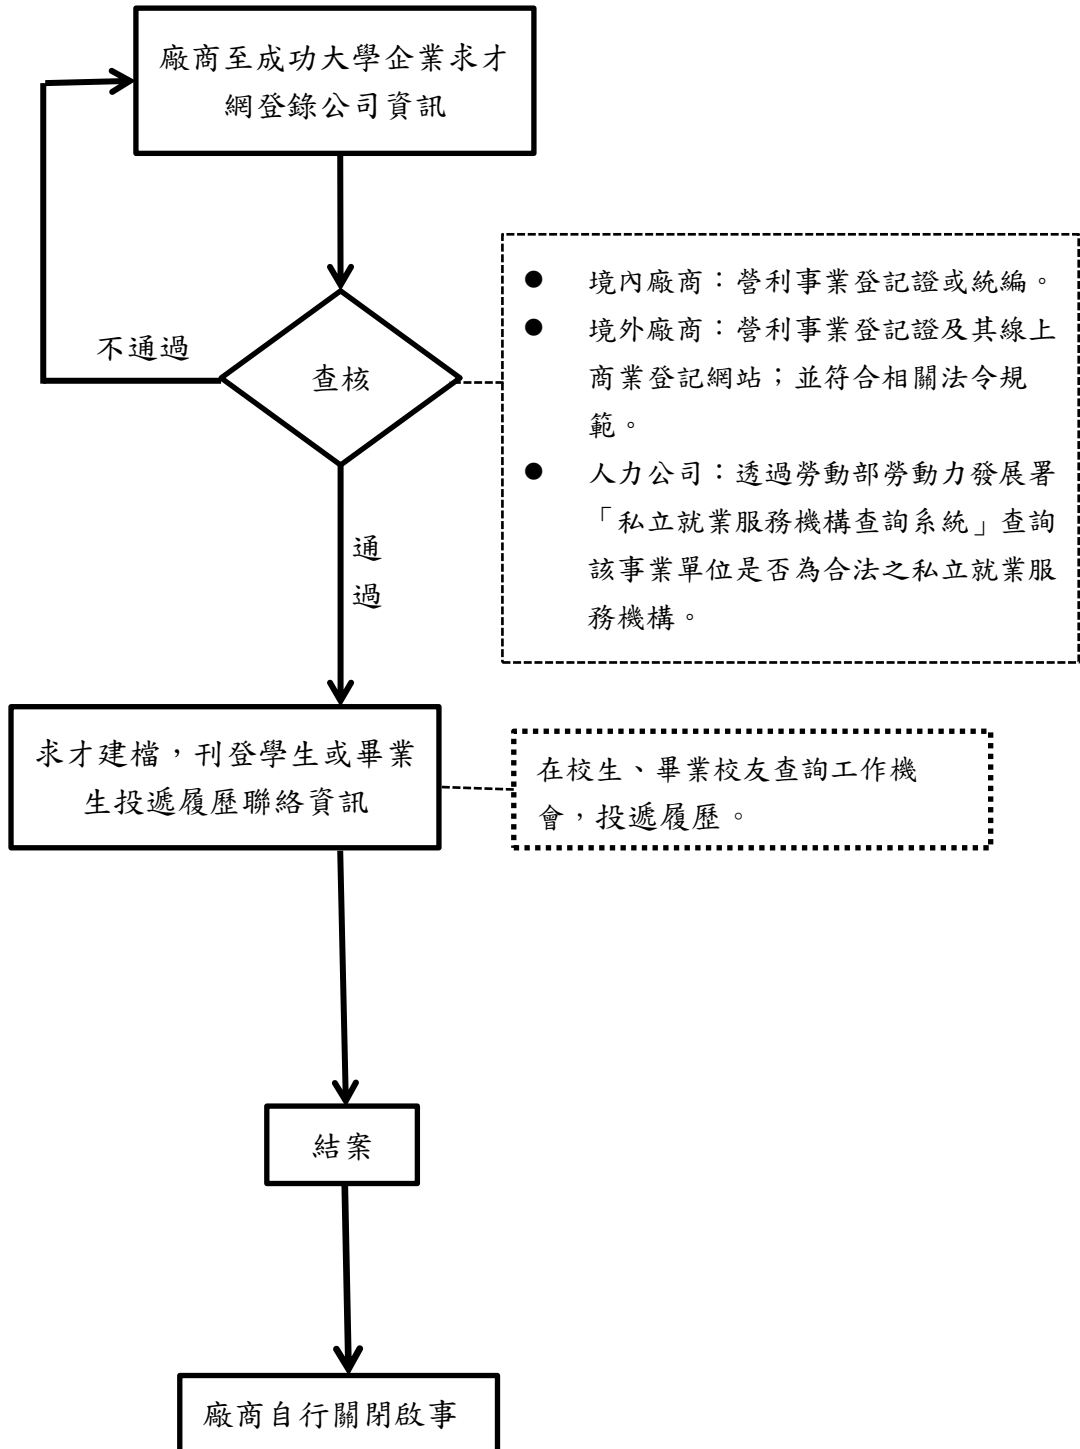 廠商至成功大學企業求才
網登錄公司資訊
不通過
查核
● 境內廠商：營利事業登記證或統編。
● 境外廠商：營利事業登記證及其線上
商業登記網站；並符合相關法令規
範。
● 人力公司：透過勞動部勞動力發展署
「私立就業服務機構查詢系統」查詢
該事業單位是否為合法之私立就業服
務機構。
通
過
求才建檔，刊登學生或畢業
生投遞履歷聯絡資訊
在校生、畢業校友查詢工作機
會，投遞履歷。
結案
廠商自行關閉啟事